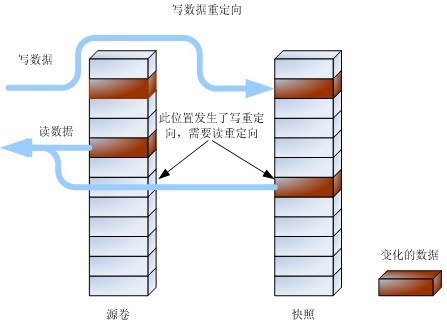 写数据重定向
写数据
读数据
此位置发生了写重定
向，需要读重定向
变化的数据
源卷
快照